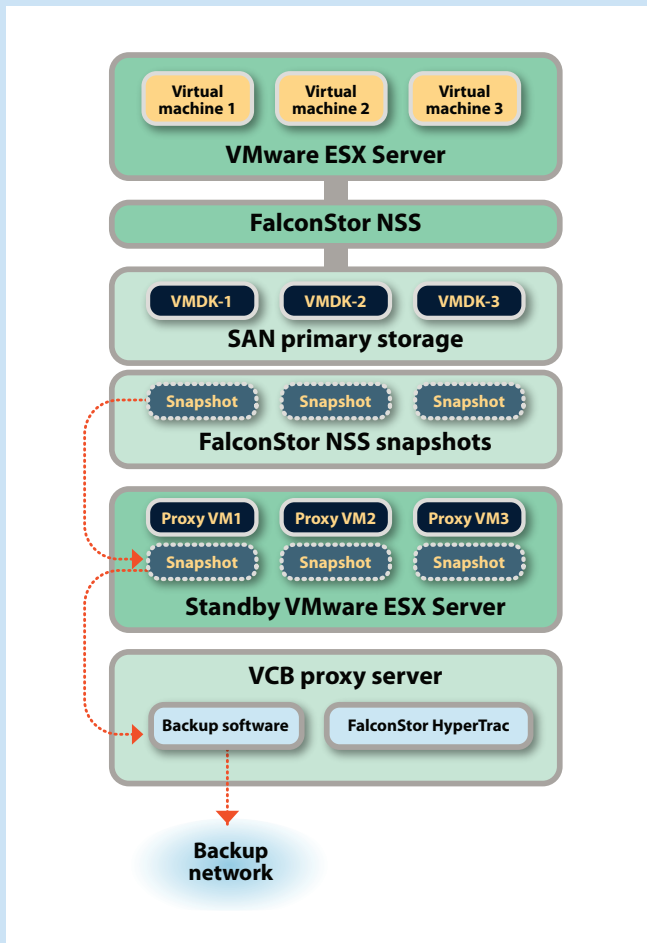 Virtual
machine 1
Virtual
machine 2
Virtual
machine 3
VMware ESX Server
FalconStor NSS
VMDK-1
VMDK-2
VMDK-3
SAN primary storage
Snapshot
Snapshot
Snapshot
FalconStor NSS snapshots
Proxy VM1
Proxy VM2
Proxy VM3
Snapshot
Snapshot
Snapshot
Standby VMware ESX Server
VCB proxy server
Backup software
FalconStor HyperTrac
Backup
network